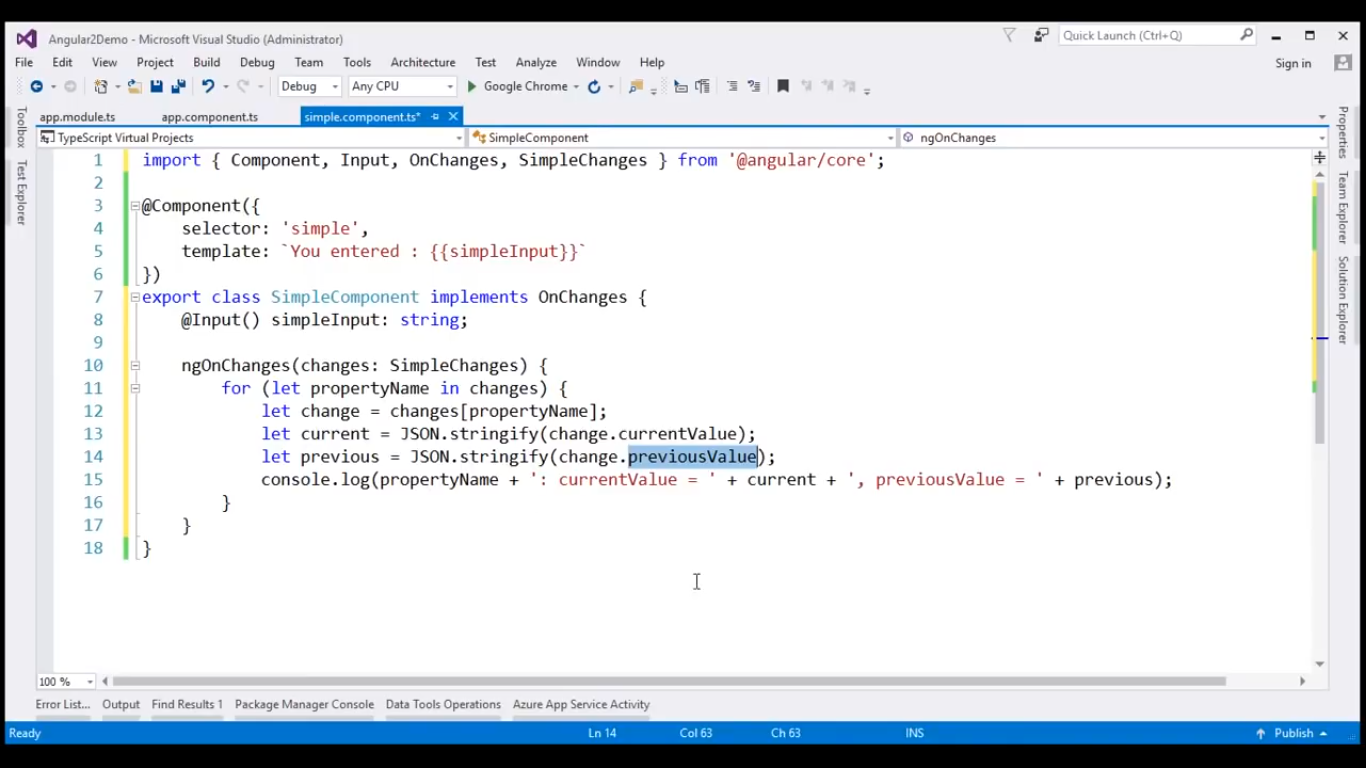 Angular2Demo - Microsoft Visual Studio (Administrator)
Quick Launch (Ctrl+Q)
File Edit View Project Build Debug Team Tools Architecture Test Analyze Window Help
Sign in
Debug Any CPU Google Chrome
Toolbox
Test Explorer
app.module.ts app.component.ts simple.component.ts*
TypeScript Virtual Projects SimpleComponent ngOnChanges
1 import { Component, Input, OnChanges, SimpleChanges } from '@angular/core';
2
3 @Component({
4 selector: 'simple',
5 template: `You entered : {{simpleInput}}`
6 })
7 export class SimpleComponent implements OnChanges {
8 @Input() simpleInput: string;
9
10 ngOnChanges(changes: SimpleChanges) {
11 for (let propertyName in changes) {
12 let change = changes[propertyName];
13 let current = JSON.stringify(change.currentValue);
14 let previous = JSON.stringify(change.previousValue);
15 console.log(propertyName + ': currentValue = ' + current + ', previousValue = ' + previous);
16 }
17 }
18 }
Properties
Team Explorer
Solution Explorer
100 %
Error List... Output Find Results 1 Package Manager Console Data Tools Operations Azure App Service Activity
Ready Ln 14 Col 63 Ch 63 INS Publish